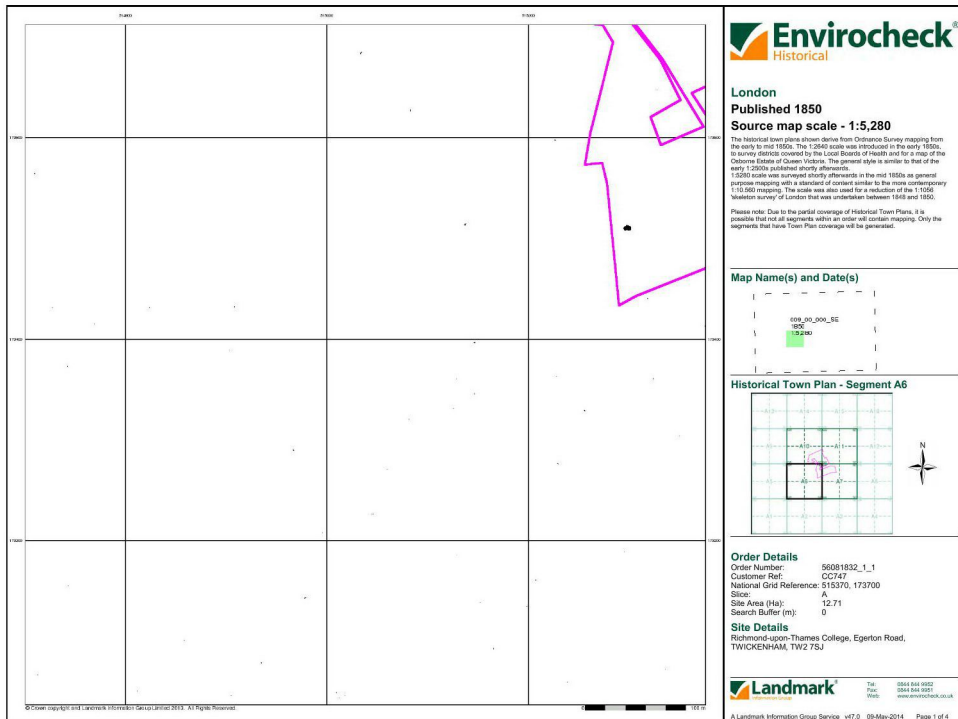 Envirocheck®
Historical
London
Published 1850
Source map scale - 1:5,280
The historical town plans shown derive from Ordnance Survey mapping from
the early to mid 1850s. The 1:2640 scale was introduced in the early 1850s,
to survey districts covered by the Local Boards of Health and for a map of the
Osborne Estate of Queen Victoria. The general style is similar to that of the
early 1:2500s published shortly afterwards.
1:5280 scale was surveyed shortly afterwards in the mid 1850s as general
purpose mapping with a standard of content similar to the more contemporary
1:10,560 mapping. The scale was also used for a reduction of the 1:1056
'skeleton survey' of London that was undertaken between 1848 and 1850.
Please note: Due to the partial coverage of Historical Town Plans, it is
possible that not all segments within an order will contain mapping. Only the
segments that have Town Plan coverage will be generated.
Map Name(s) and Date(s)
009_00_000_SE
1850
1:5,280
Historical Town Plan - Segment A6
A10 A11
A6 A7
N
Order Details
Order Number: 56081832_1_1
Customer Ref: CC747
National Grid Reference: 515370, 173700
Slice: A
Site Area (Ha): 12.71
Search Buffer (m): 0
Site Details
Richmond-upon-Thames College, Egerton Road,
TWICKENHAM, TW2 7SJ
Landmark®
Information Group
Tel: 0844 844 9952
Fax: 0844 844 9951
Web: www.envirocheck.co.uk
© Crown copyright and Landmark Information Group Limited 2013. All Rights Reserved.
0 100 m
A Landmark Information Group Service v47.0 09-May-2014 Page 1 of 4